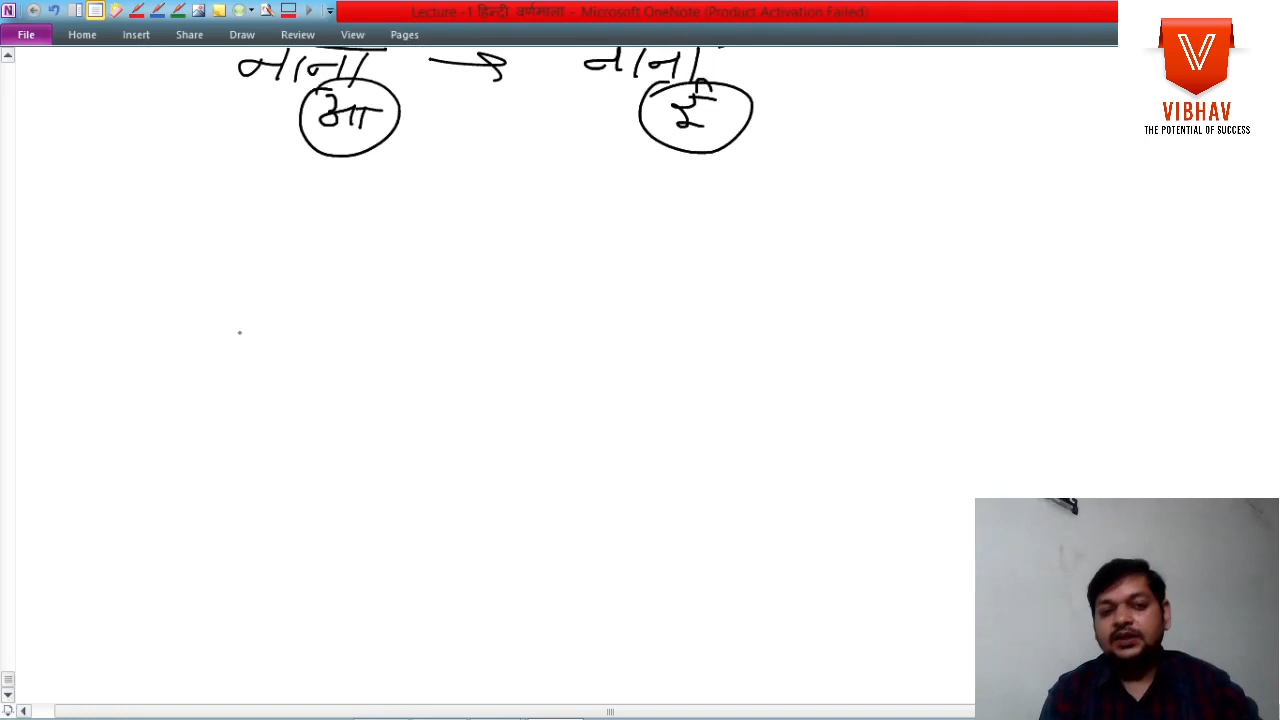 Lecture -1 हिन्दी वर्णमाला - Microsoft OneNote (Product Activation Failed)
File Home Insert Share Draw Review View Pages
VIBHAV
THE POTENTIAL OF SUCCESS
नाना →
आ ई